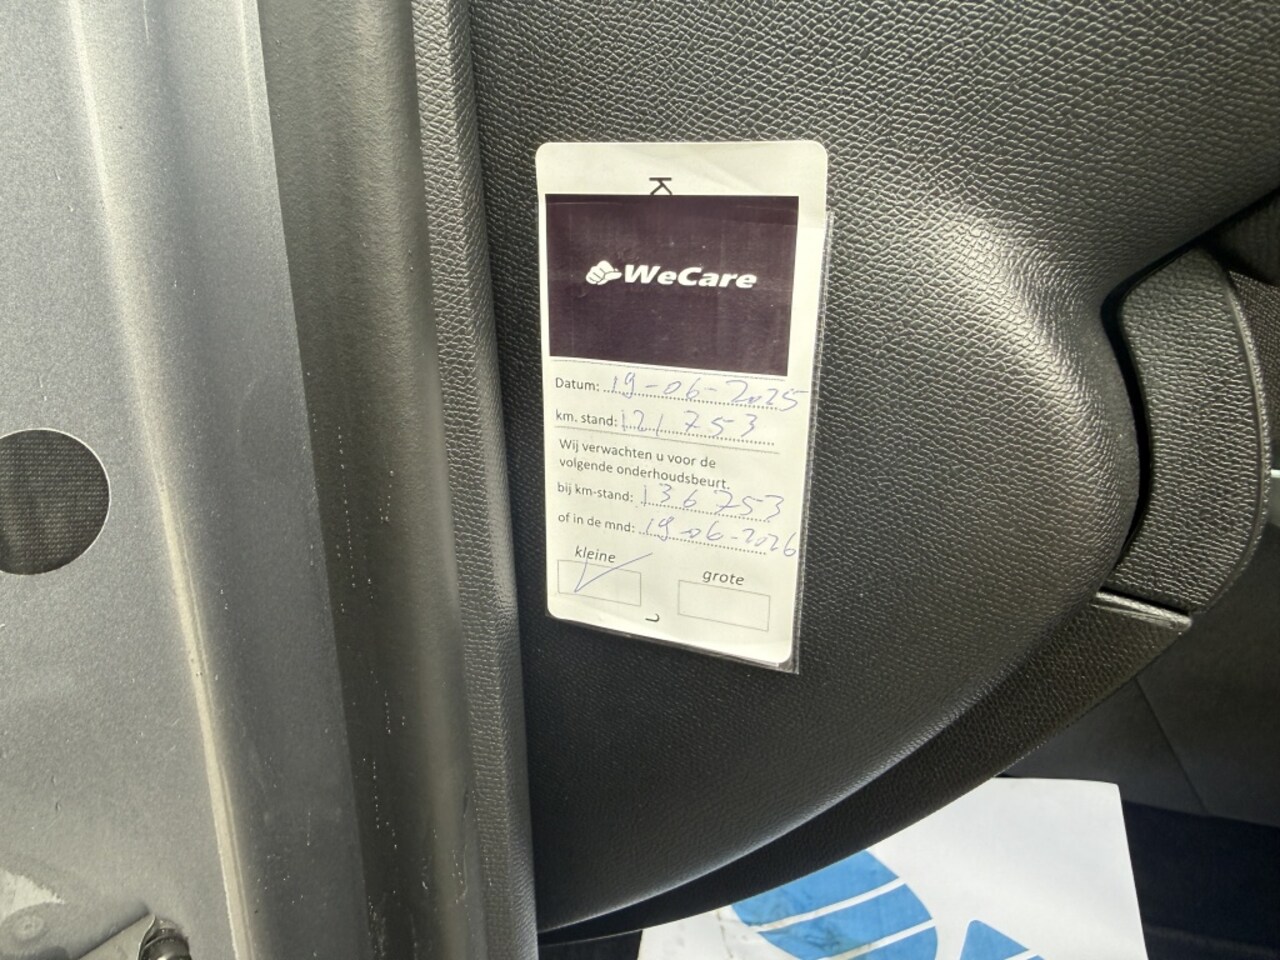 K
WeCare
Datum: 19-06-2025
km. stand: 121753
Wij verwachten u voor de
volgende onderhoudsbeurt.
bij km-stand: 136753
of in de mnd: 19-06-2026
kleine
grote